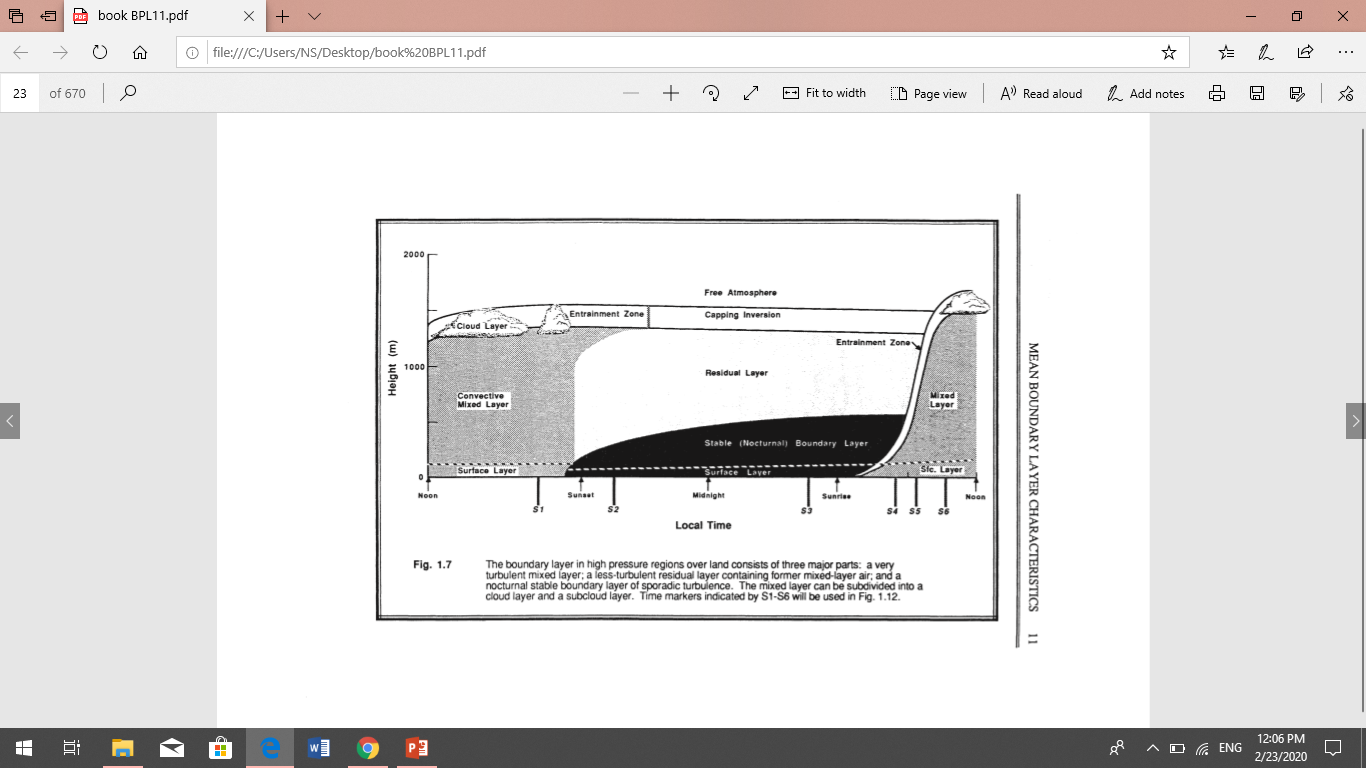 book BPL11.pdf
file:///C:/Users/NS/Desktop/book%20BPL11.pdf
23 of 670
Fit to width
Page view
Read aloud
Add notes
2000
1000
0
Height (m)
Free Atmosphere
Cloud Layer
Entrainment Zone
Capping Inversion
Entrainment Zone
Residual Layer
Convective
Mixed Layer
Mixed
Layer
Stable (Nocturnal) Boundary Layer
Surface Layer
Surface Layer
Sfc. Layer
Noon
S1
Sunset
S2
Midnight
S3
Sunrise
S4
S5
S6
Noon
Local Time
Fig. 1.7 The boundary layer in high pressure regions over land consists of three major parts: a very
turbulent mixed layer; a less-turbulent residual layer containing former mixed-layer air; and a
nocturnal stable boundary layer of sporadic turbulence. The mixed layer can be subdivided into a
cloud layer and a subcloud layer. Time markers indicated by S1-S6 will be used in Fig. 1.12.
MEAN BOUNDARY LAYER CHARACTERISTICS 11
ENG
12:06 PM
2/23/2020